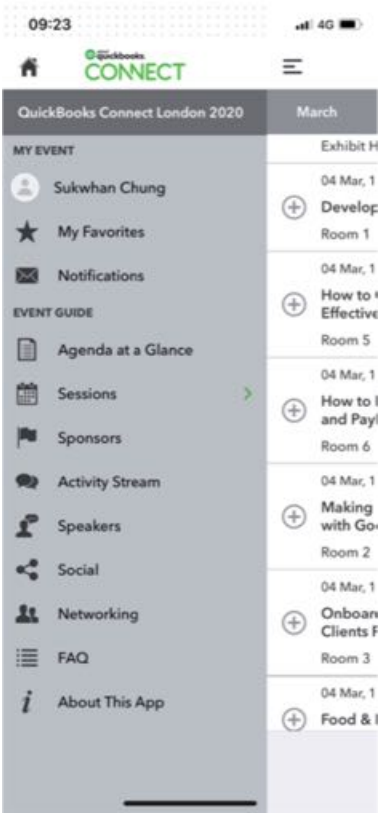 09:23
4G
quickbooks
CONNECT
QuickBooks Connect London 2020
MY EVENT
Sukwhan Chung
My Favorites
Notifications
EVENT GUIDE
Agenda at a Glance
Sessions
Sponsors
Activity Stream
Speakers
Social
Networking
FAQ
About This App
March
Exhibit H
04 Mar, 1
Develop
Room 1
04 Mar, 1
How to
Effective
Room 5
04 Mar, 1
How to
and Pay
Room 6
04 Mar, 1
Making
with Go
Room 2
04 Mar, 1
Onboar
Clients F
Room 3
04 Mar, 1
Food &